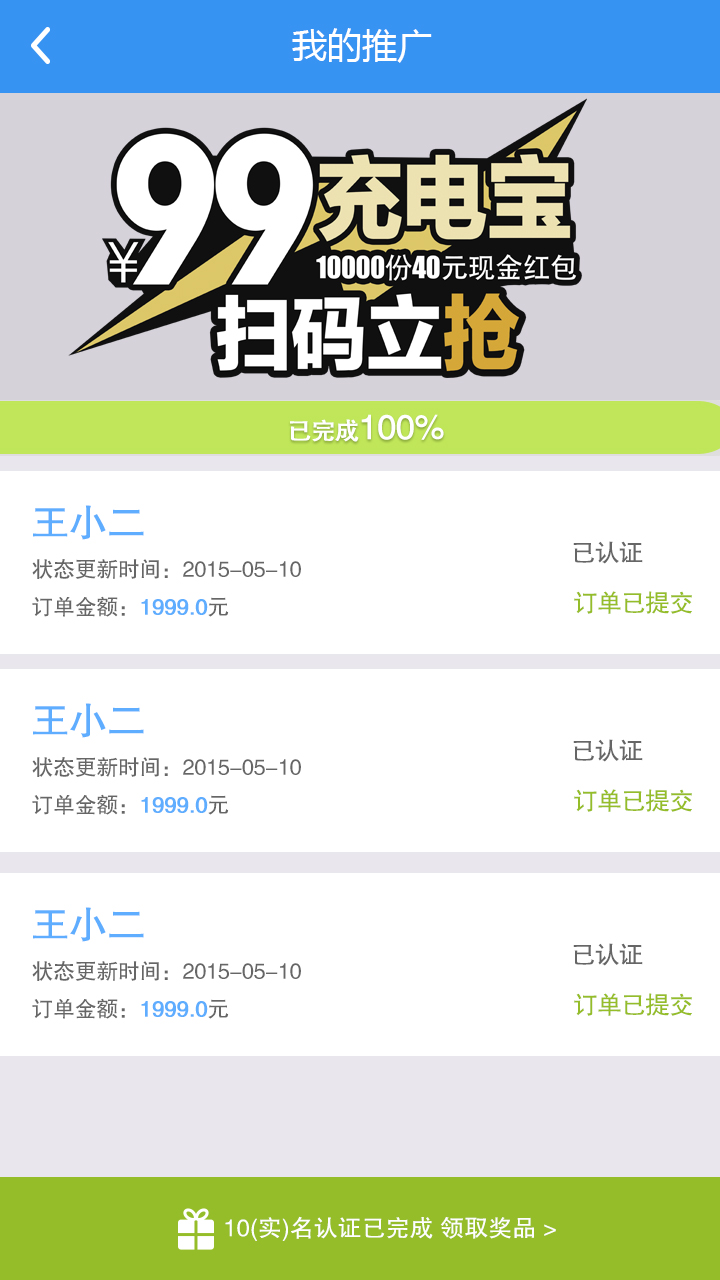 我的推广
¥99充电宝
10000份40元现金红包
扫码立抢
已完成100%
王小二
已认证
状态更新时间：2015-05-10
订单金额：1999.0元
订单已提交
王小二
已认证
状态更新时间：2015-05-10
订单金额：1999.0元
订单已提交
王小二
已认证
状态更新时间：2015-05-10
订单金额：1999.0元
订单已提交
10(实)名认证已完成 领取奖品 >